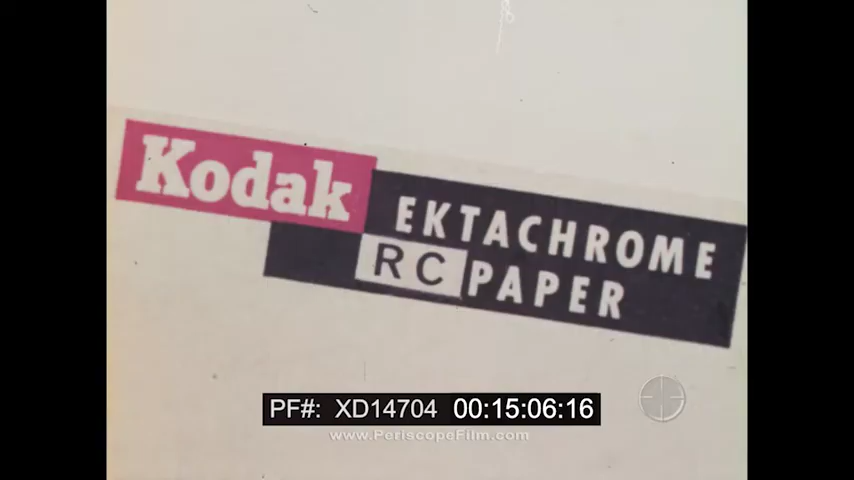 Kodak EKTACHROME
RC PAPER
PF#: XD14704 00:15:06:16
www.PeriscopeFilm.com